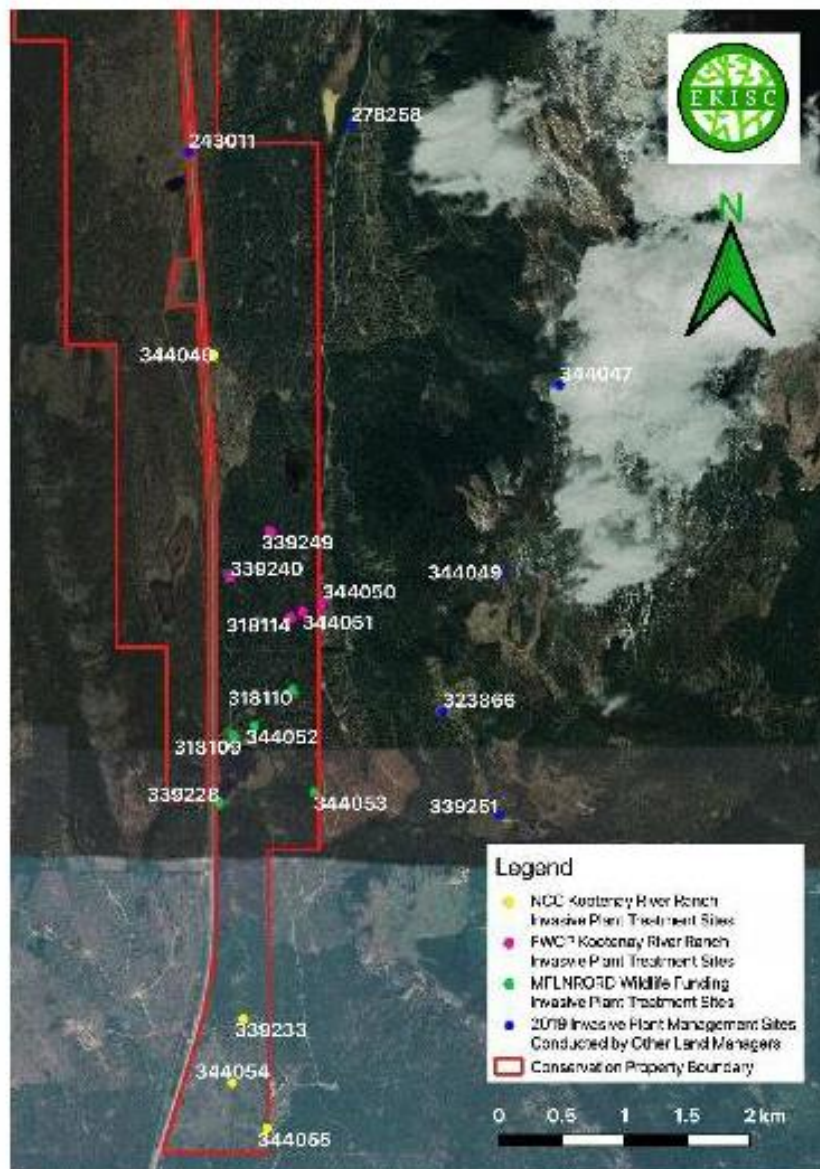 EKISC
278258
243011
N
344046
344047
339249
339240
344049
344050
318114
344051
318110
323866
344052
318109
339228
344053
339251
Legend
NCC Kootenay River Ranch
Invasive Plant Treatment Sites
FWCP Kootenay River Ranch
Invasvie Plant Treatment Sites
MFLNRORD Wildlife Funding
Invasive Plant Treatment Sites
2019 Invasive Plant Management Sites
Conducted by Other Land Managers
Conservation Property Boundary
339233
344054
344055
0 0.5 1 1.5 2 km